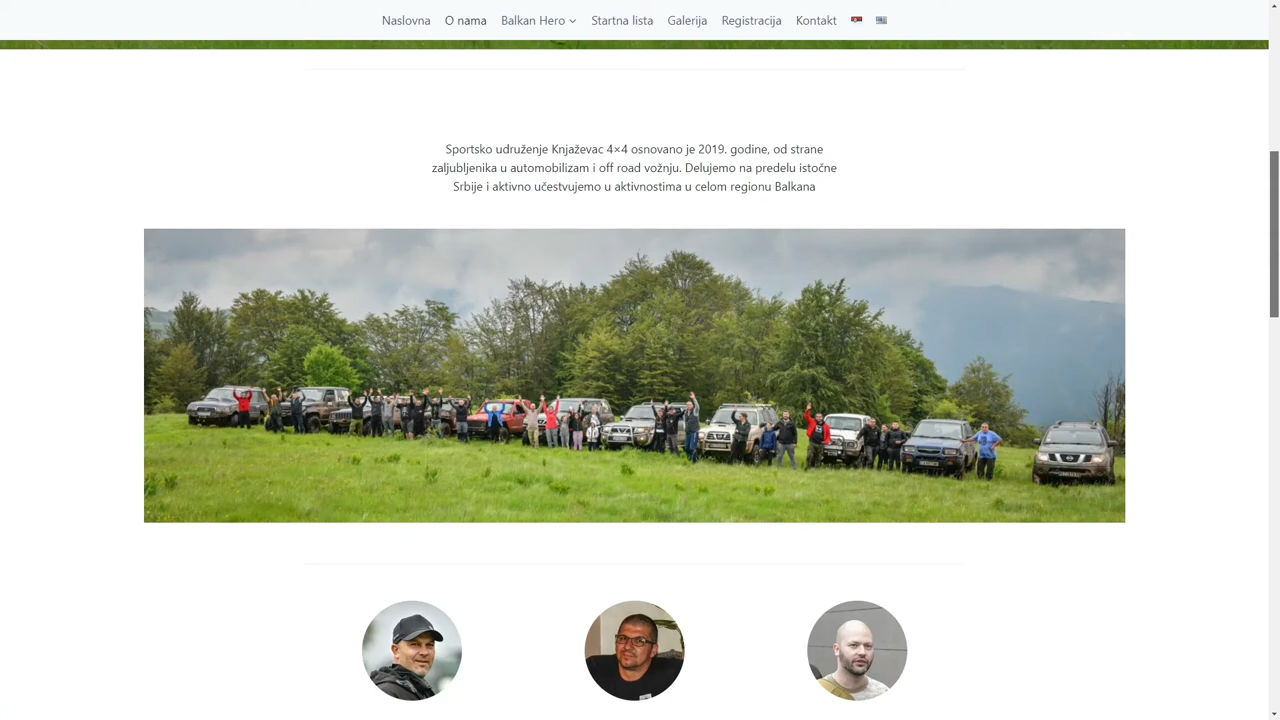 Naslovna O nama Balkan Hero Startna lista Galerija Registracija Kontakt
Sportsko udruženje Knjaževac 4×4 osnovano je 2019. godine, od strane
zaljubljenika u automobilizam i off road vožnju. Delujemo na predelu istočne
Srbije i aktivno učestvujemo u aktivnostima u celom regionu Balkana